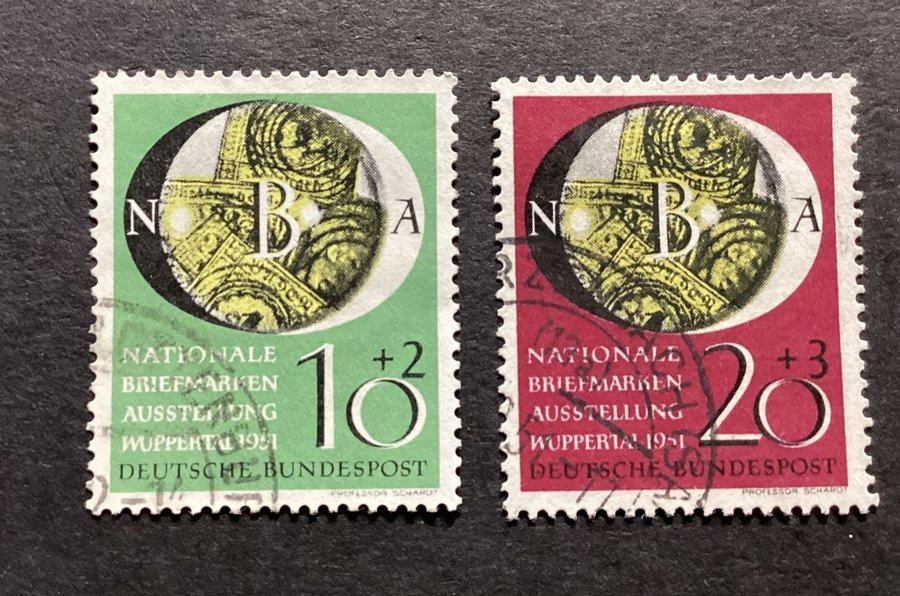 N B A
NATIONALE
BRIEFMARKEN
AUSSTELLUNG
WUPPERTAL 1951
10+2
DEUTSCHE BUNDESPOST
PROFESSOR SCHARDT
N B A
NATIONALE
BRIEFMARKEN
AUSSTELLUNG
WUPPERTAL 1951
20+3
DEUTSCHE BUNDESPOST
PROFESSOR SCHARDT